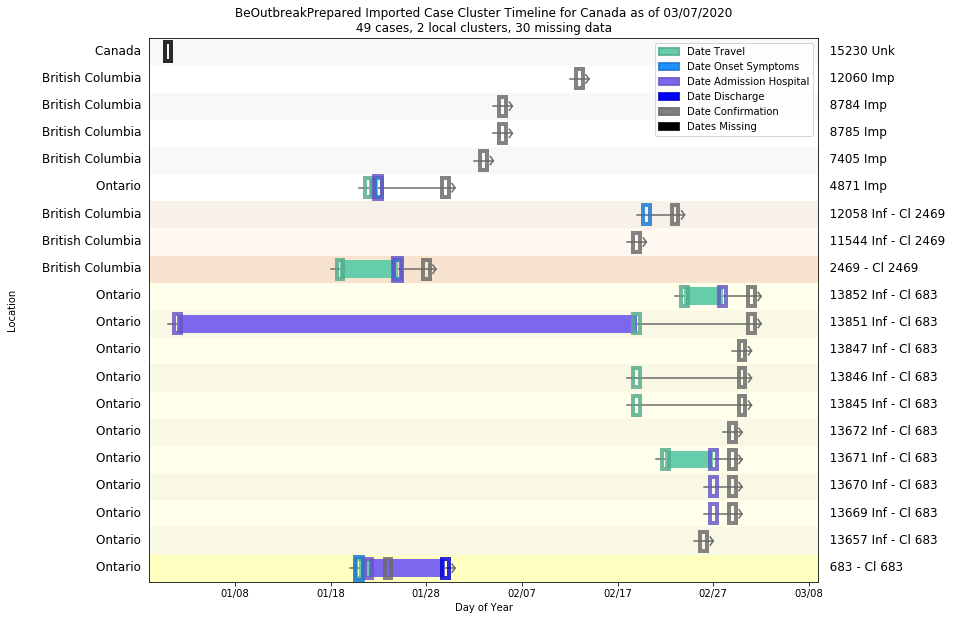 BeOutbreakPrepared Imported Case Cluster Timeline for Canada as of 03/07/2020
49 cases, 2 local clusters, 30 missing data
Date Travel
Date Onset Symptoms
Date Admission Hospital
Date Discharge
Date Confirmation
Dates Missing
Canada 15230 Unk
British Columbia 12060 Imp
British Columbia 8784 Imp
British Columbia 8785 Imp
British Columbia 7405 Imp
Ontario 4871 Imp
British Columbia 12058 Inf - Cl 2469
British Columbia 11544 Inf - Cl 2469
British Columbia 2469 - Cl 2469
Ontario 13852 Inf - Cl 683
Ontario 13851 Inf - Cl 683
Ontario 13847 Inf - Cl 683
Ontario 13846 Inf - Cl 683
Ontario 13845 Inf - Cl 683
Ontario 13672 Inf - Cl 683
Ontario 13671 Inf - Cl 683
Ontario 13670 Inf - Cl 683
Ontario 13669 Inf - Cl 683
Ontario 13657 Inf - Cl 683
Ontario 683 - Cl 683
Location
01/08 01/18 01/28 02/07 02/17 02/27 03/08
Day of Year